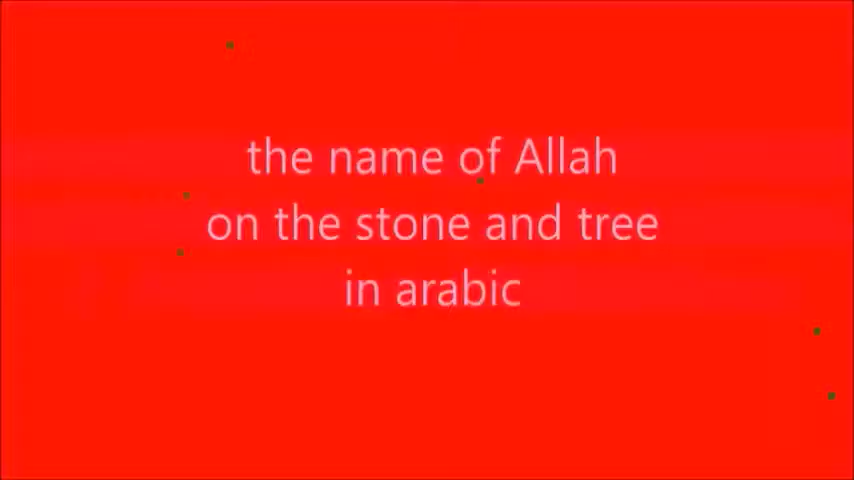 the name of Allah
on the stone and tree
in arabic